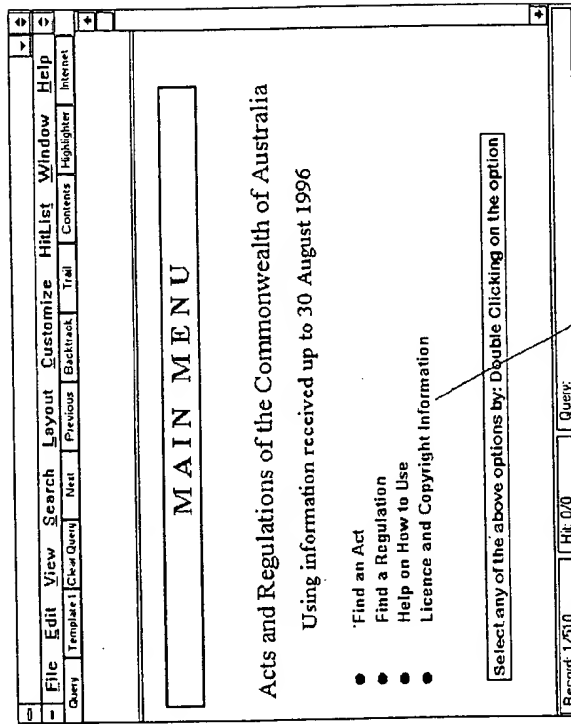 File Edit View Search Layout Customize HitList Window Help
Query Template 1 Clear Query Next Previous Backtrack Trail Contents Highlighter Internet
MAIN MENU
Acts and Regulations of the Commonwealth of Australia
Using information received up to 30 August 1996
• Find an Act
• Find a Regulation
• Help on How to Use
• Licence and Copyright Information
Select any of the above options by: Double Clicking on the option
Record: 1/510 Hit: 0/0 Query: